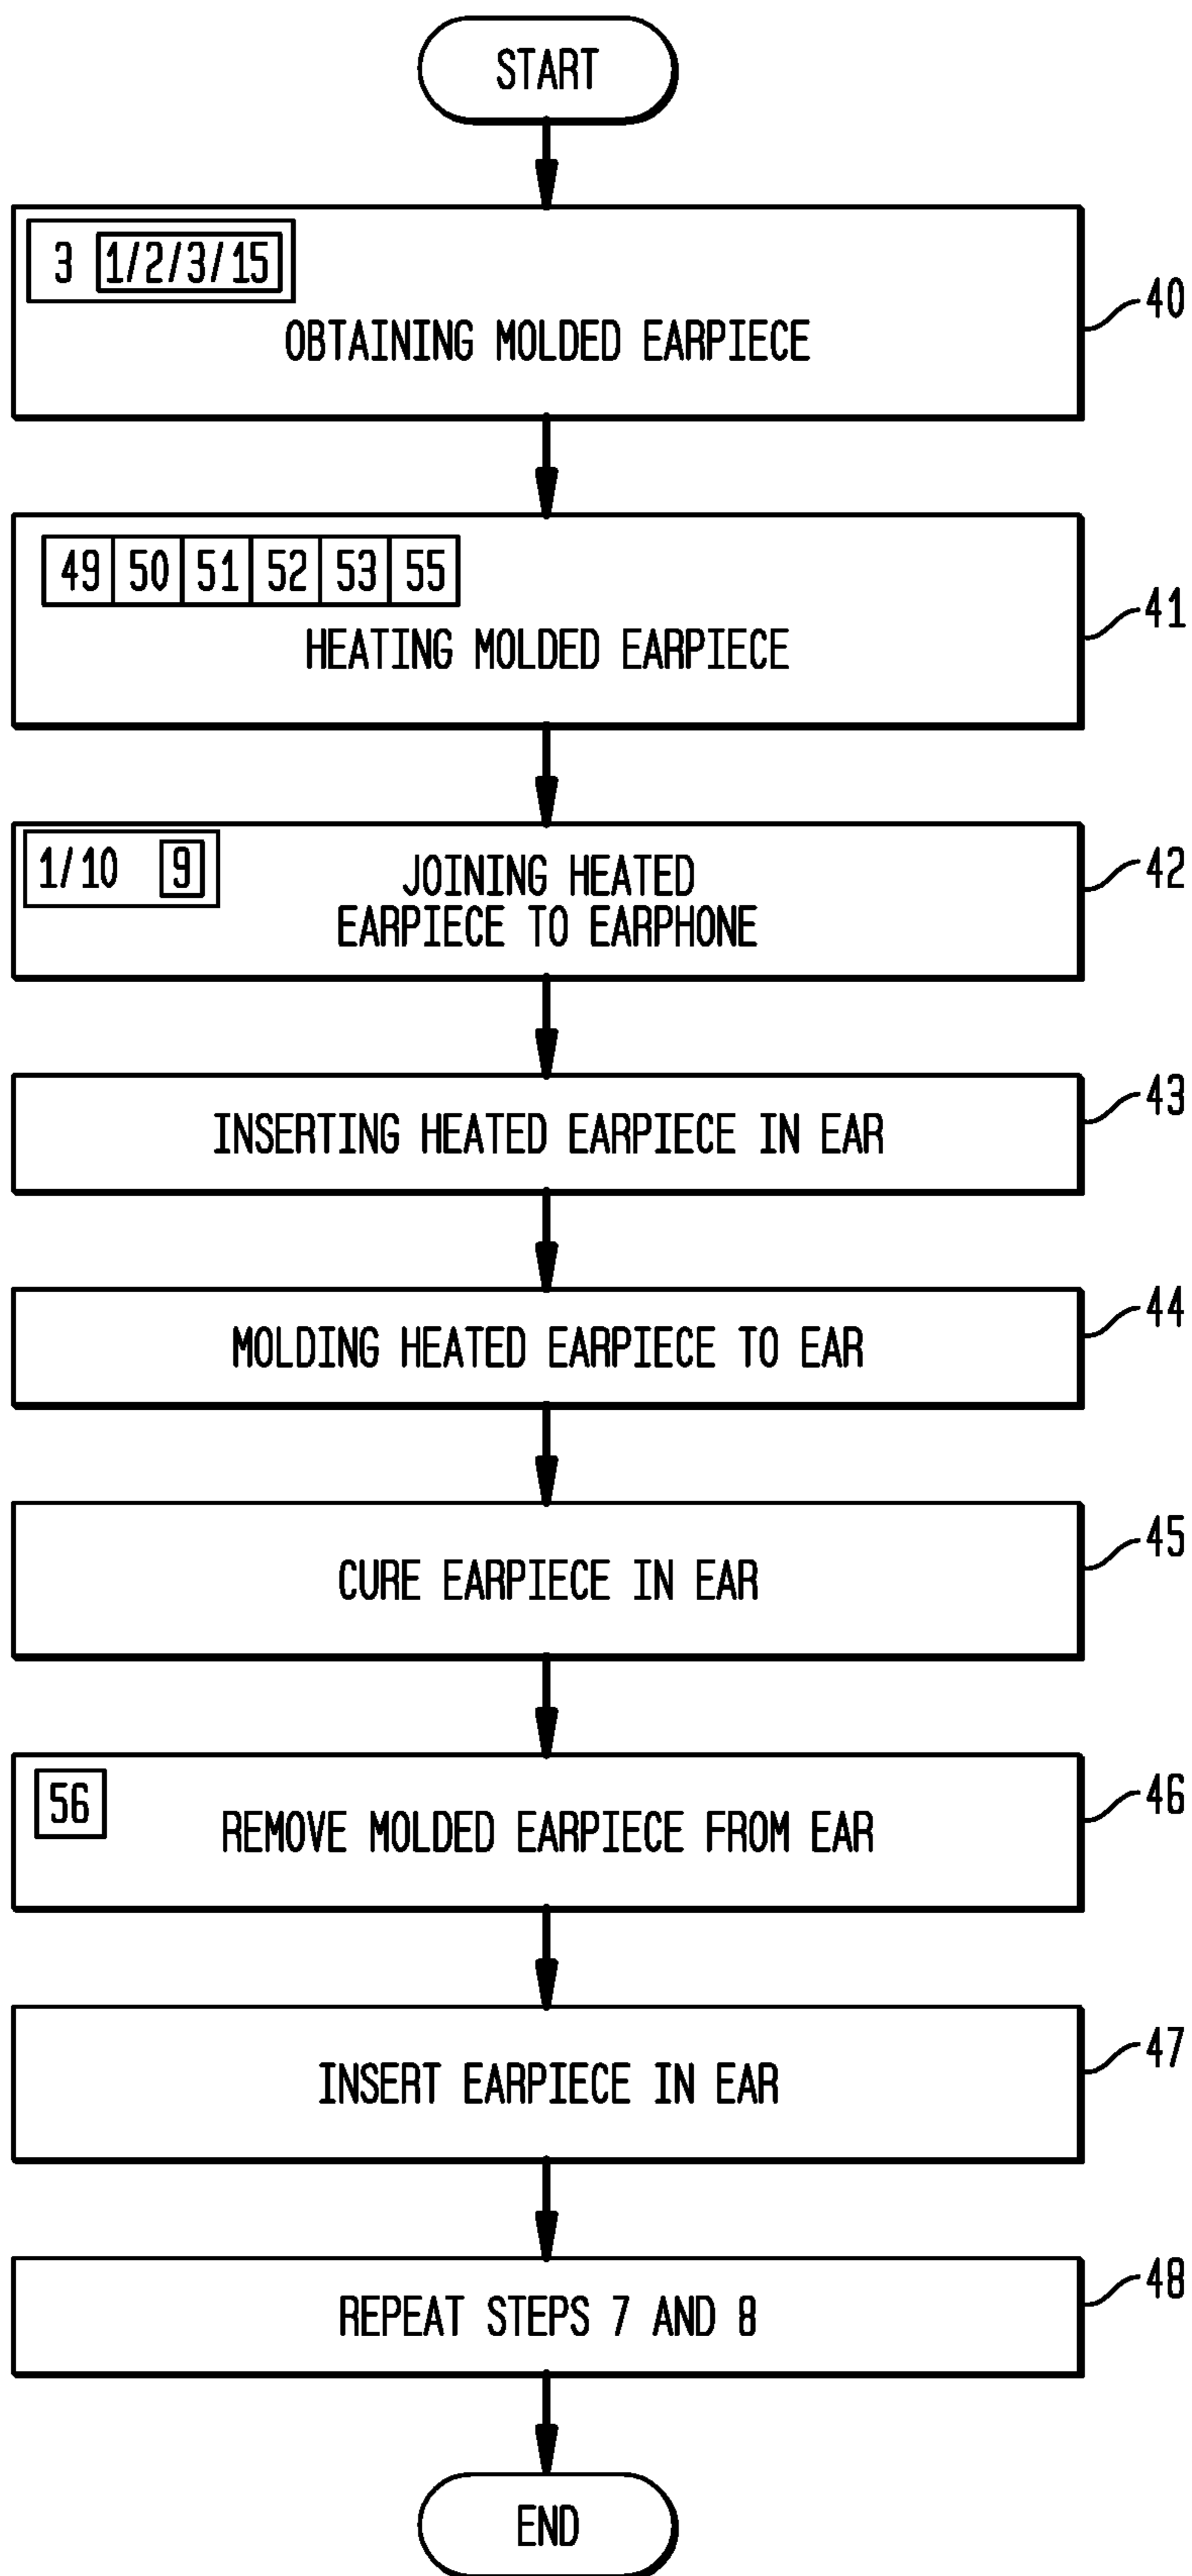 START
3 1/2/3/15
OBTAINING MOLDED EARPIECE
40
49 50 51 52 53 55
HEATING MOLDED EARPIECE
41
1/10 9
JOINING HEATED
EARPIECE TO EARPHONE
42
INSERTING HEATED EARPIECE IN EAR
43
MOLDING HEATED EARPIECE TO EAR
44
CURE EARPIECE IN EAR
45
56
REMOVE MOLDED EARPIECE FROM EAR
46
INSERT EARPIECE IN EAR
47
REPEAT STEPS 7 AND 8
48
END